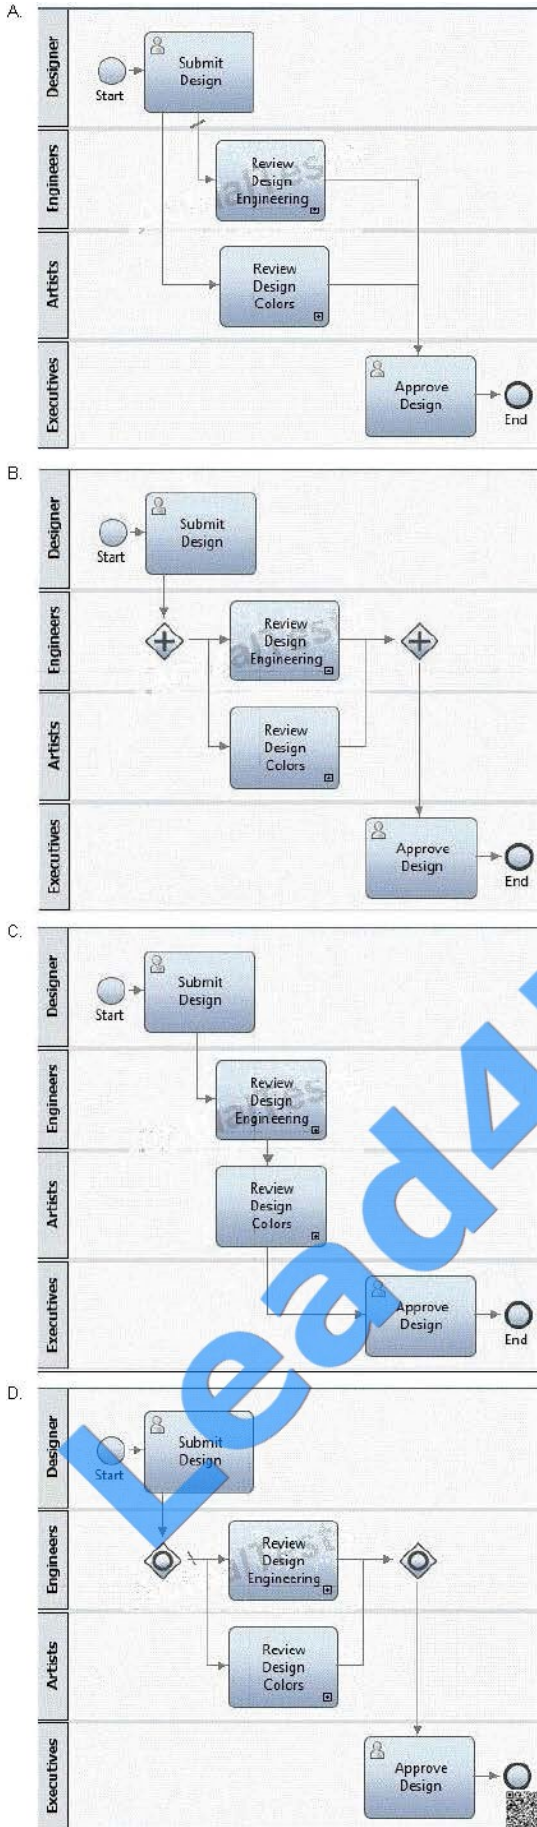 A.
Designer
Submit
Design
Start
Engineers
Review
Design
Engineering
Artists
Review
Design
Colors
Executives
Approve
Design
End
B.
Designer
Submit
Design
Start
Engineers
Review
Design
Engineering
Artists
Review
Design
Colors
Executives
Approve
Design
End
C.
Designer
Submit
Design
Start
Engineers
Review
Design
Engineering
Artists
Review
Design
Colors
Executives
Approve
Design
End
D.
Designer
Submit
Design
Start
Engineers
Review
Design
Engineering
Artists
Review
Design
Colors
Executives
Approve
Design
Lead4